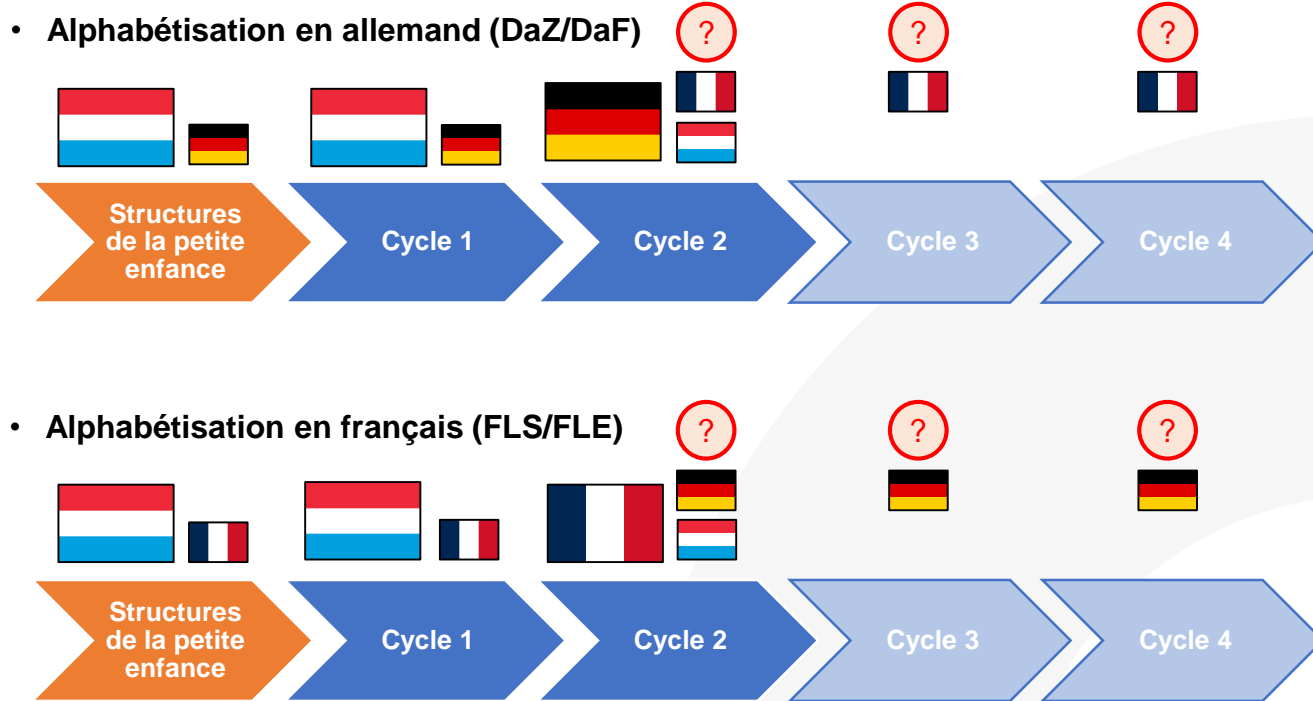 • Alphabétisation en allemand (DaZ/DaF)
? ? ?
Structures
de la petite
enfance
Cycle 1
Cycle 2
Cycle 3
Cycle 4
• Alphabétisation en français (FLS/FLE)
? ? ?
Structures
de la petite
enfance
Cycle 1
Cycle 2
Cycle 3
Cycle 4